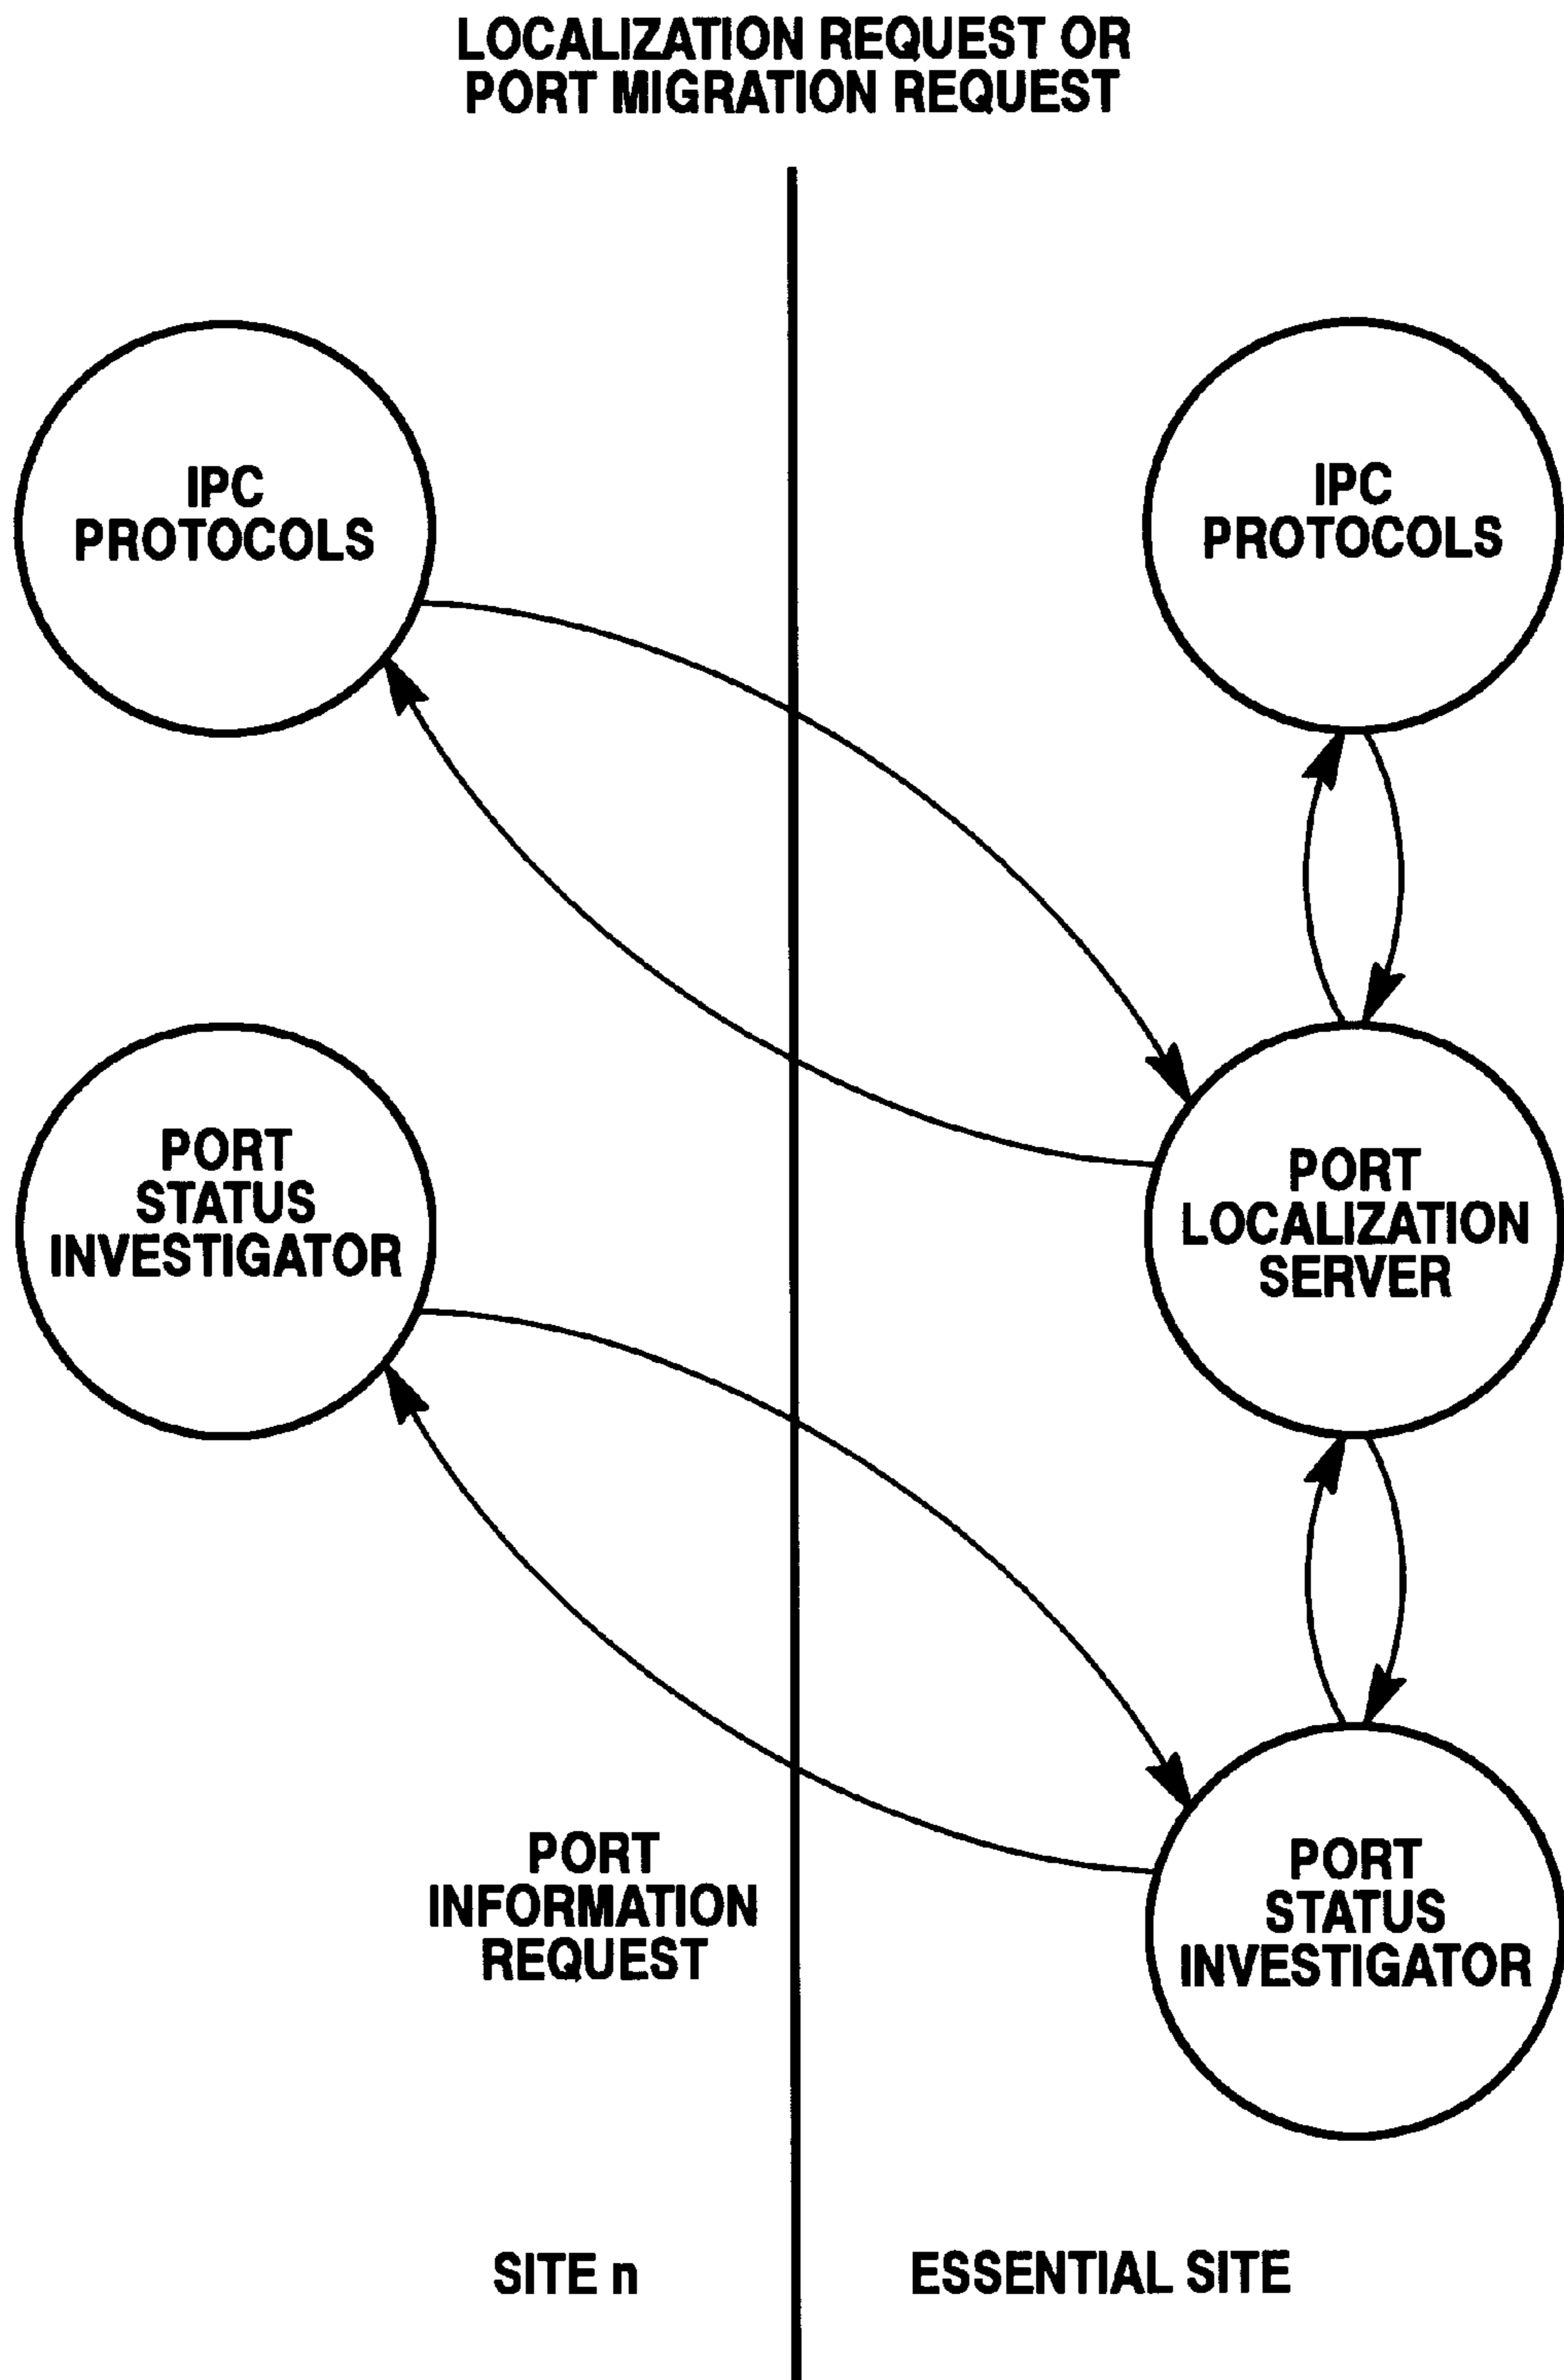 LOCALIZATION REQUEST OR
PORT MIGRATION REQUEST
IPC
PROTOCOLS
IPC
PROTOCOLS
PORT
STATUS
INVESTIGATOR
PORT
LOCALIZATION
SERVER
PORT
INFORMATION
REQUEST
PORT
STATUS
INVESTIGATOR
SITE n
ESSENTIAL SITE